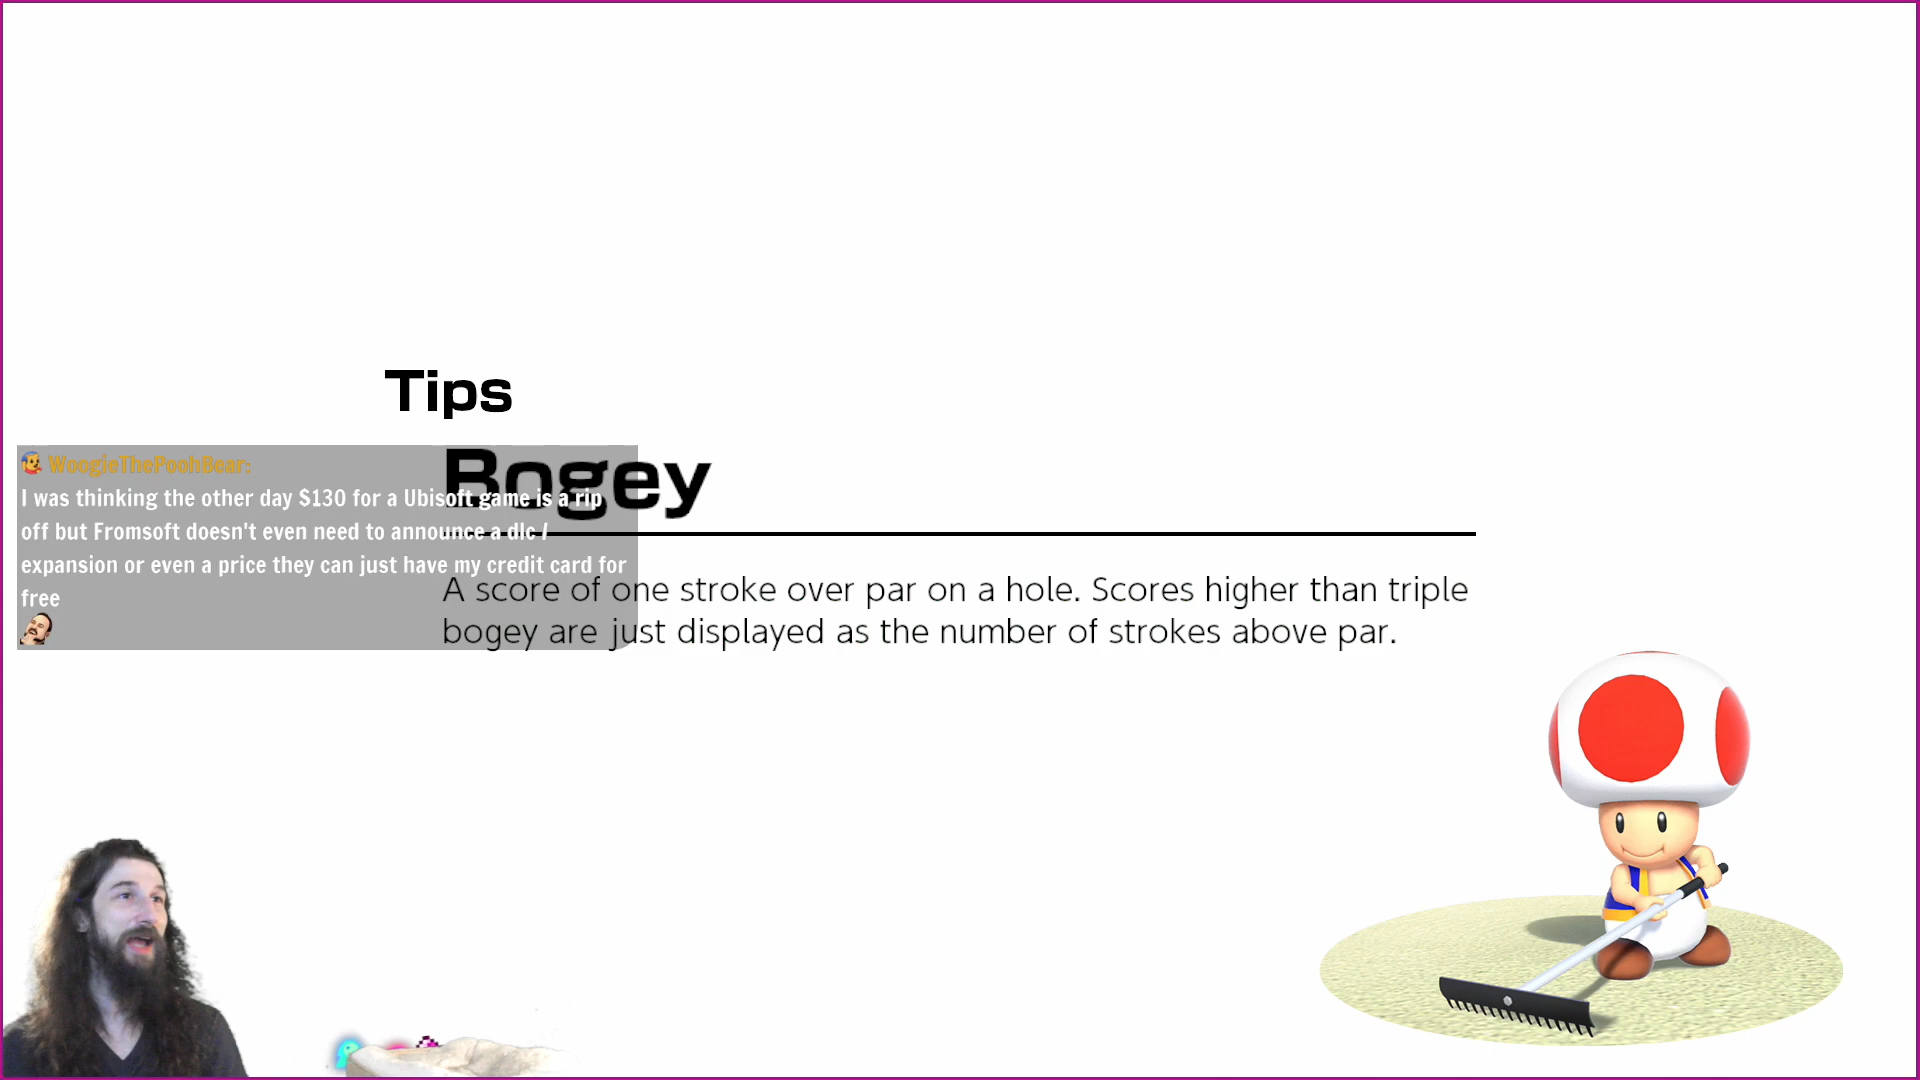 Tips
Bogey
WoogieThePoohBear:
I was thinking the other day $130 for a Ubisoft game is a rip
off but Fromsoft doesn't even need to announce a dlc /
expansion or even a price they can just have my credit card for
free
A score of one stroke over par on a hole. Scores higher than triple
bogey are just displayed as the number of strokes above par.